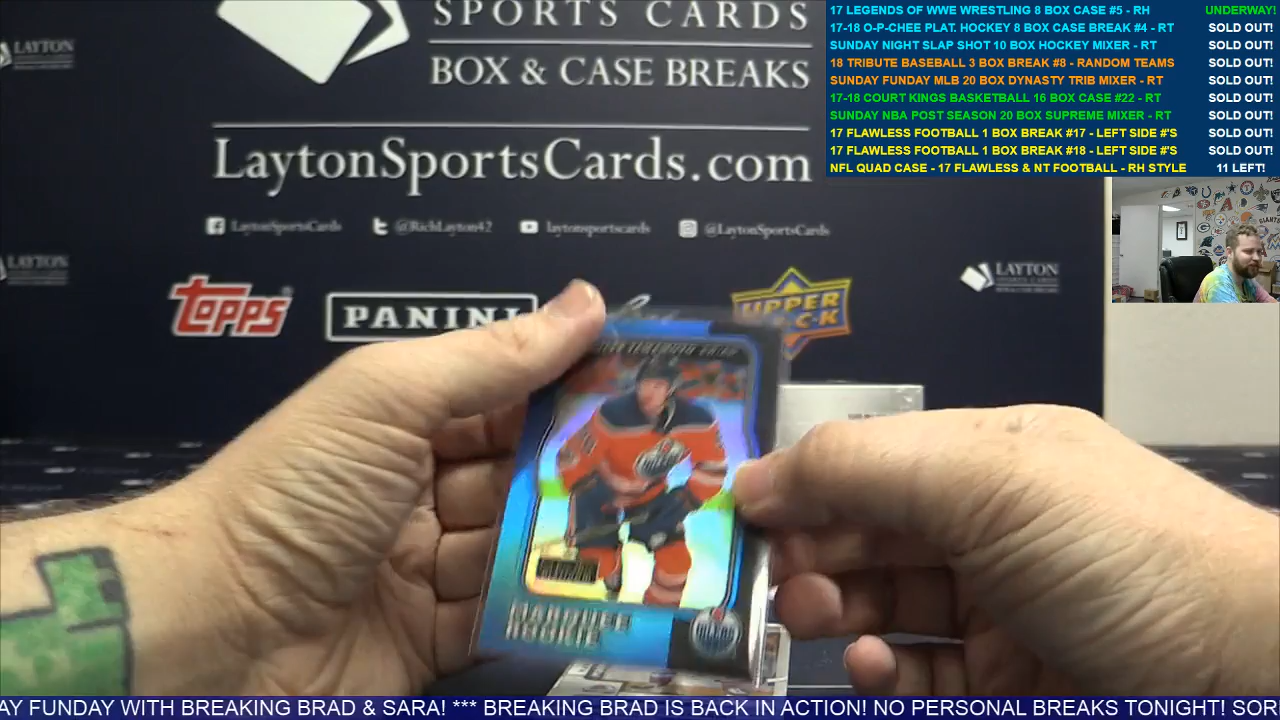 SPORTS CARDS
BOX & CASE BREAKS
LaytonSportsCards.com
LaytonSportsCards
@RichLayton42
laytonsportscards
@LaytonSportsCards
LAYTON
LAYTON
LAYTON
topps
PANINI
UPPER
17 LEGENDS OF WWE WRESTLING 8 BOX CASE #5 - RH UNDERWAY!
17-18 O-P-CHEE PLAT. HOCKEY 8 BOX CASE BREAK #4 - RT SOLD OUT!
SUNDAY NIGHT SLAP SHOT 10 BOX HOCKEY MIXER - RT SOLD OUT!
18 TRIBUTE BASEBALL 3 BOX BREAK #8 - RANDOM TEAMS SOLD OUT!
SUNDAY FUNDAY MLB 20 BOX DYNASTY TRIB MIXER - RT SOLD OUT!
17-18 COURT KINGS BASKETBALL 16 BOX CASE #22 - RT SOLD OUT!
SUNDAY NBA POST SEASON 20 BOX SUPREME MIXER - RT SOLD OUT!
17 FLAWLESS FOOTBALL 1 BOX BREAK #17 - LEFT SIDE #'S SOLD OUT!
17 FLAWLESS FOOTBALL 1 BOX BREAK #18 - LEFT SIDE #'S SOLD OUT!
NFL QUAD CASE - 17 FLAWLESS & NT FOOTBALL - RH STYLE 11 LEFT!
MARQUEE
ROOKIE
AY FUNDAY WITH BREAKING BRAD & SARA! *** BREAKING BRAD IS BACK IN ACTION! NO PERSONAL BREAKS TONIGHT! SOR